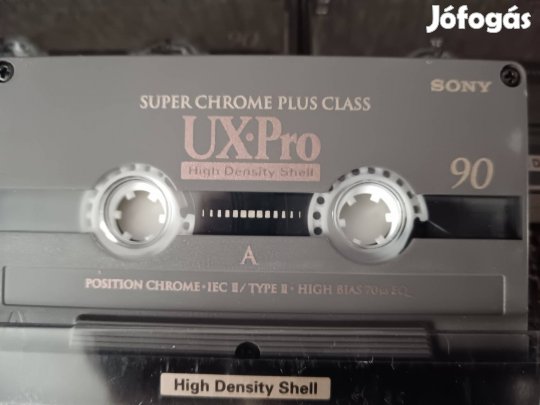 Jófogás
SONY
SUPER CHROME PLUS CLASS
UX·Pro
High Density Shell
90
A
POSITION CHROME · IEC II / TYPE II · HIGH BIAS 70μs EQ
High Density Shell